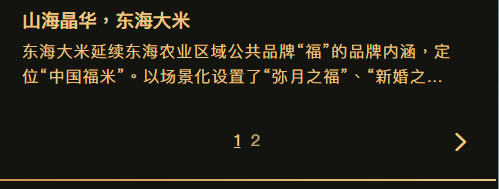 山海晶华，东海大米
东海大米延续东海农业区域公共品牌“福”的品牌内涵，定
位“中国福米”。以场景化设置了“弥月之福”、“新婚之...
1 2